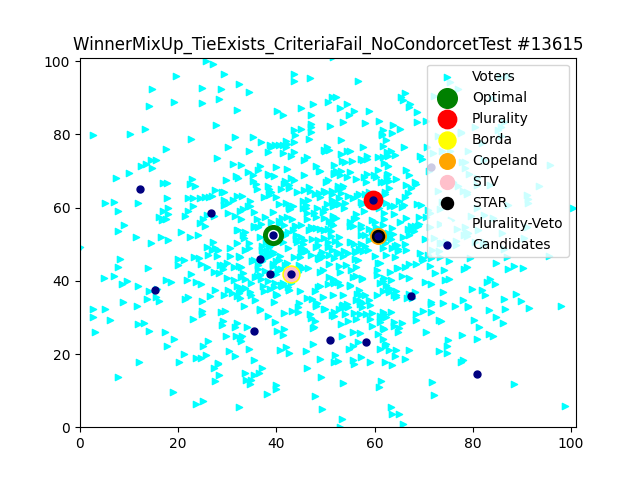 WinnerMixUp_TieExists_CriteriaFail_NoCondorcetTest #13615
100
80
60
40
20
0
0 20 40 60 80 100
Voters
Optimal
Plurality
Borda
Copeland
STV
STAR
Plurality-Veto
Candidates